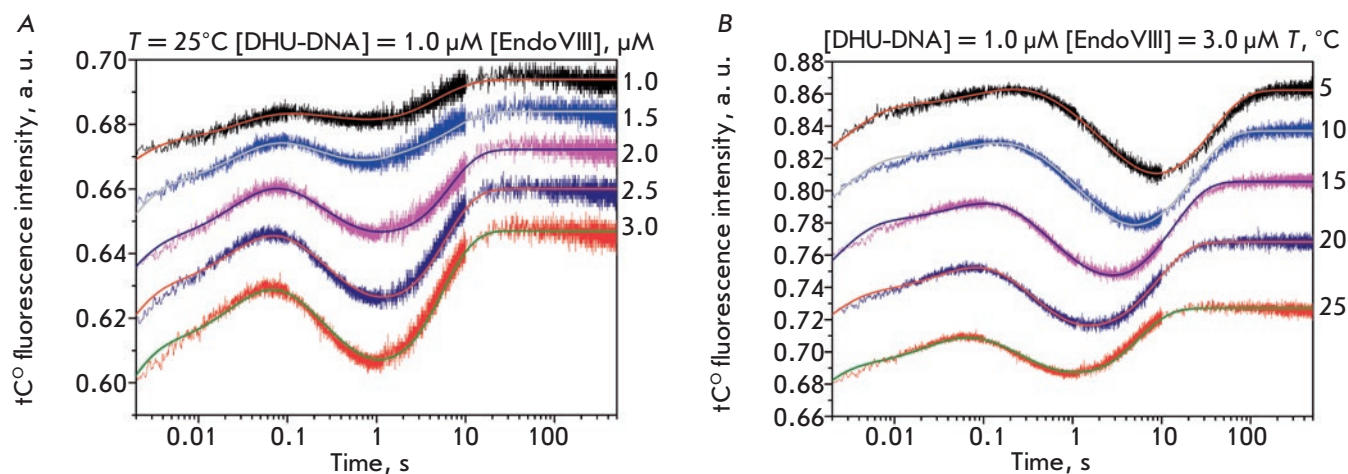 A
T = 25°C [DHU-DNA] = 1.0 µM [EndoVIII], µM
tC⁰ fluorescence intensity, a. u.
0.70
0.68
0.66
0.64
0.62
0.60
1.0
1.5
2.0
2.5
3.0
0.01 0.1 1 10 100
Time, s
B
[DHU-DNA] = 1.0 µM [EndoVIII] = 3.0 µM T, °C
tC⁰ fluorescence intensity, a. u.
0.88
0.86
0.84
0.82
0.80
0.78
0.76
0.74
0.72
0.70
0.68
0.66
5
10
15
20
25
0.01 0.1 1 10 100
Time, s